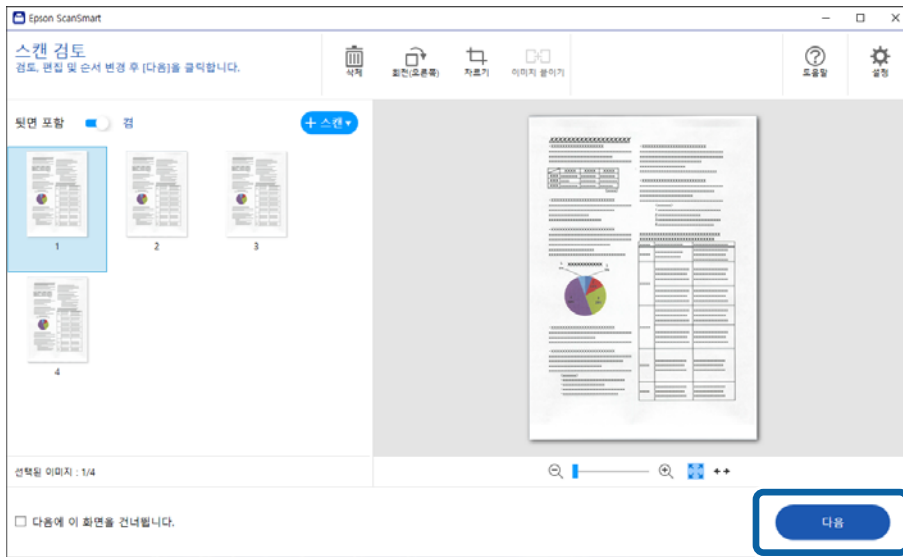 Epson ScanSmart
스캔 검토
검토, 편집 및 순서 변경 후 [다음]을 클릭합니다.
삭제
회전(오른쪽)
자르기
이미지 붙이기
도움말
설정
뒷면 포함
켬
+ 스캔
1
2
3
4
선택된 이미지 : 1/4
다음에 이 화면을 건너뜁니다.
다음